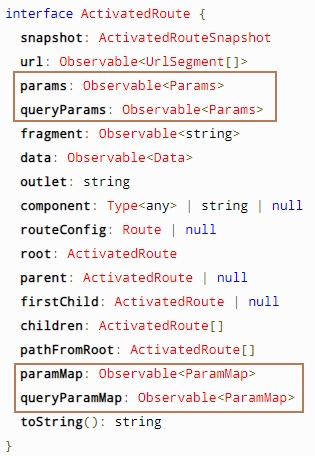 interface ActivatedRoute {
snapshot: ActivatedRouteSnapshot
url: Observable<UrlSegment[]>
params: Observable<Params>
queryParams: Observable<Params>
fragment: Observable<string>
data: Observable<Data>
outlet: string
component: Type<any> | string | null
routeConfig: Route | null
root: ActivatedRoute
parent: ActivatedRoute | null
firstChild: ActivatedRoute | null
children: ActivatedRoute[]
pathFromRoot: ActivatedRoute[]
paramMap: Observable<ParamMap>
queryParamMap: Observable<ParamMap>
toString(): string
}